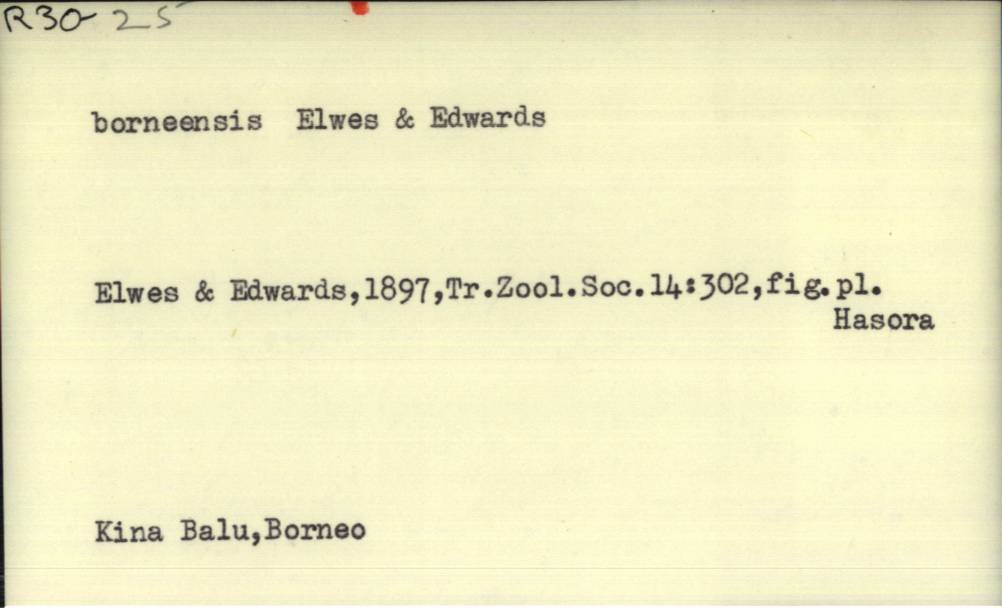 R30-25
borneensis Elwes & Edwards
Elwes & Edwards,1897,Tr.Zool.Soc.14:302,fig.pl.
Hasora
Kina Balu,Borneo